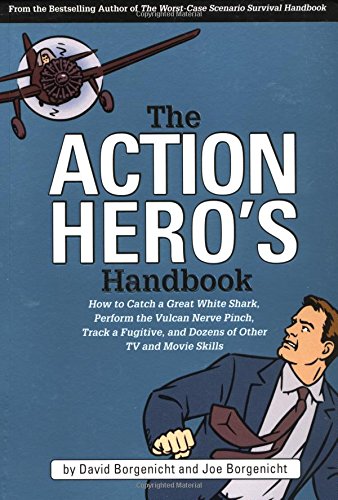 From the Bestselling Author of The Worst-Case Scenario Survival Handbook
The
ACTION
HERO'S
Handbook
How to Catch a Great White Shark,
Perform the Vulcan Nerve Pinch,
Track a Fugitive, and Dozens of Other
TV and Movie Skills
by David Borgenicht and Joe Borgenicht